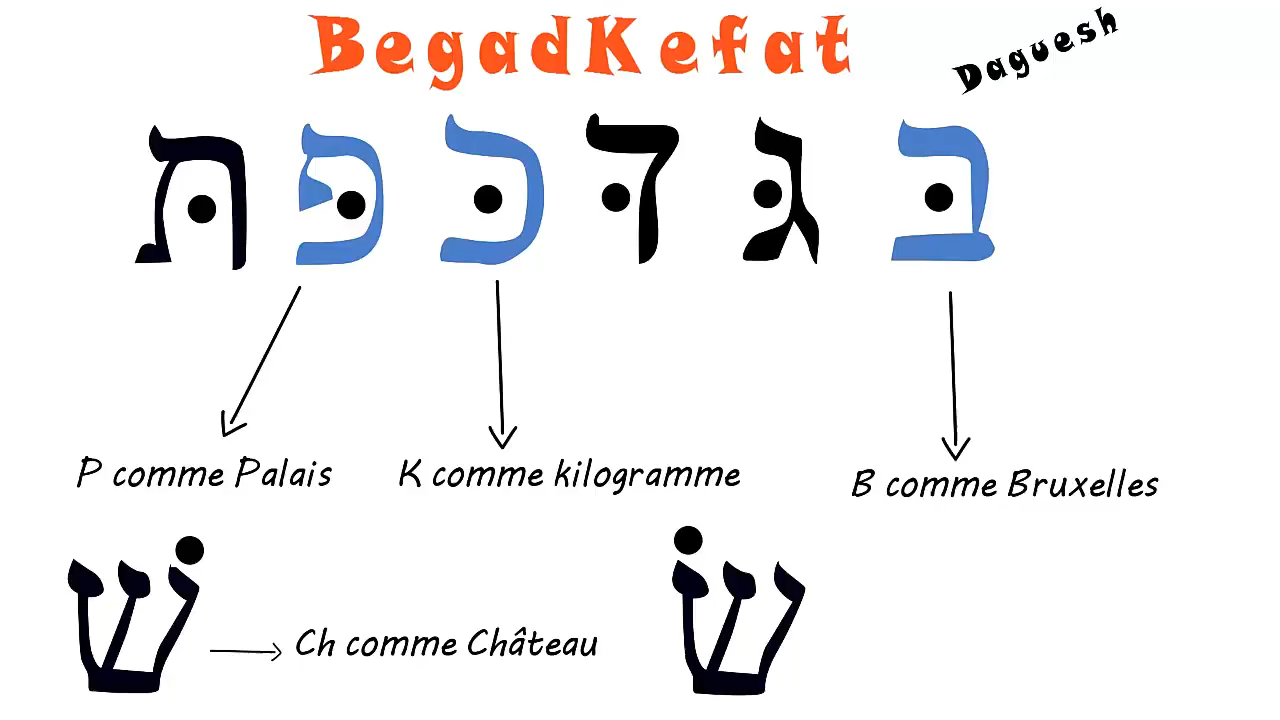 BegadKefat
Daguesh
בּ גּ דּ כּ פּ תּ
P comme Palais
K comme kilogramme
B comme Bruxelles
שׁ
Ch comme Château
שׂ